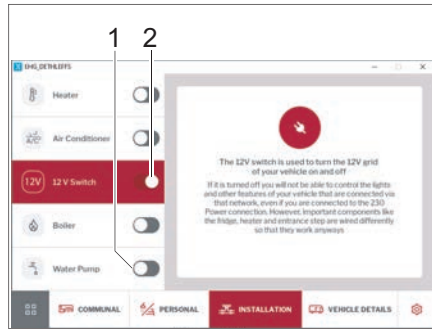 1 2
EHG_DETHLEFFS
Heater
Air Conditioner
12V 12 V Switch
Boiler
Water Pump
The 12V switch is used to turn the 12V grid
of your vehicle on and off
If it is turned off you will not be able to control the lights
and other features of your vehicle that are connected via
that network, even if you are connected to the 230
Power connection. However, important components like
the fridge, heater and entrance step are wired differently
so that they work anyways
COMMUNAL PERSONAL INSTALLATION VEHICLE DETAILS